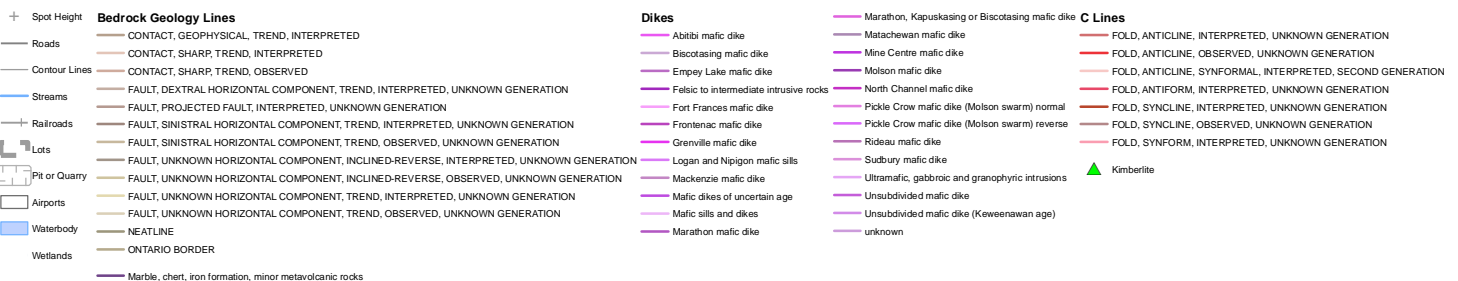 Spot Height
Roads
Contour Lines
Streams
Railroads
Lots
Pit or Quarry
Airports
Waterbody
Wetlands
Bedrock Geology Lines
CONTACT, GEOPHYSICAL, TREND, INTERPRETED
CONTACT, SHARP, TREND, INTERPRETED
CONTACT, SHARP, TREND, OBSERVED
FAULT, DEXTRAL HORIZONTAL COMPONENT, TREND, INTERPRETED, UNKNOWN GENERATION
FAULT, PROJECTED FAULT, INTERPRETED, UNKNOWN GENERATION
FAULT, SINISTRAL HORIZONTAL COMPONENT, TREND, INTERPRETED, UNKNOWN GENERATION
FAULT, SINISTRAL HORIZONTAL COMPONENT, TREND, OBSERVED, UNKNOWN GENERATION
FAULT, UNKNOWN HORIZONTAL COMPONENT, INCLINED-REVERSE, INTERPRETED, UNKNOWN GENERATION
FAULT, UNKNOWN HORIZONTAL COMPONENT, INCLINED-REVERSE, OBSERVED, UNKNOWN GENERATION
FAULT, UNKNOWN HORIZONTAL COMPONENT, TREND, INTERPRETED, UNKNOWN GENERATION
FAULT, UNKNOWN HORIZONTAL COMPONENT, TREND, OBSERVED, UNKNOWN GENERATION
NEATLINE
ONTARIO BORDER
Marble, chert, iron formation, minor metavolcanic rocks
Dikes
Abitibi mafic dike
Biscotasing mafic dike
Empey Lake mafic dike
Felsic to intermediate intrusive rocks
Fort Frances mafic dike
Frontenac mafic dike
Grenville mafic dike
Logan and Nipigon mafic sills
Mackenzie mafic dike
Mafic dikes of uncertain age
Mafic sills and dikes
Marathon mafic dike
Marathon, Kapuskasing or Biscotasing mafic dike
Matachewan mafic dike
Mine Centre mafic dike
Molson mafic dike
North Channel mafic dike
Pickle Crow mafic dike (Molson swarm) normal
Pickle Crow mafic dike (Molson swarm) reverse
Rideau mafic dike
Sudbury mafic dike
Ultramafic, gabbroic and granophyric intrusions
Unsubdivided mafic dike
Unsubdivided mafic dike (Keweenawan age)
unknown
C Lines
FOLD, ANTICLINE, INTERPRETED, UNKNOWN GENERATION
FOLD, ANTICLINE, OBSERVED, UNKNOWN GENERATION
FOLD, ANTICLINE, SYNFORMAL, INTERPRETED, SECOND GENERATION
FOLD, ANTIFORM, INTERPRETED, UNKNOWN GENERATION
FOLD, SYNCLINE, INTERPRETED, UNKNOWN GENERATION
FOLD, SYNCLINE, OBSERVED, UNKNOWN GENERATION
FOLD, SYNFORM, INTERPRETED, UNKNOWN GENERATION
Kimberlite